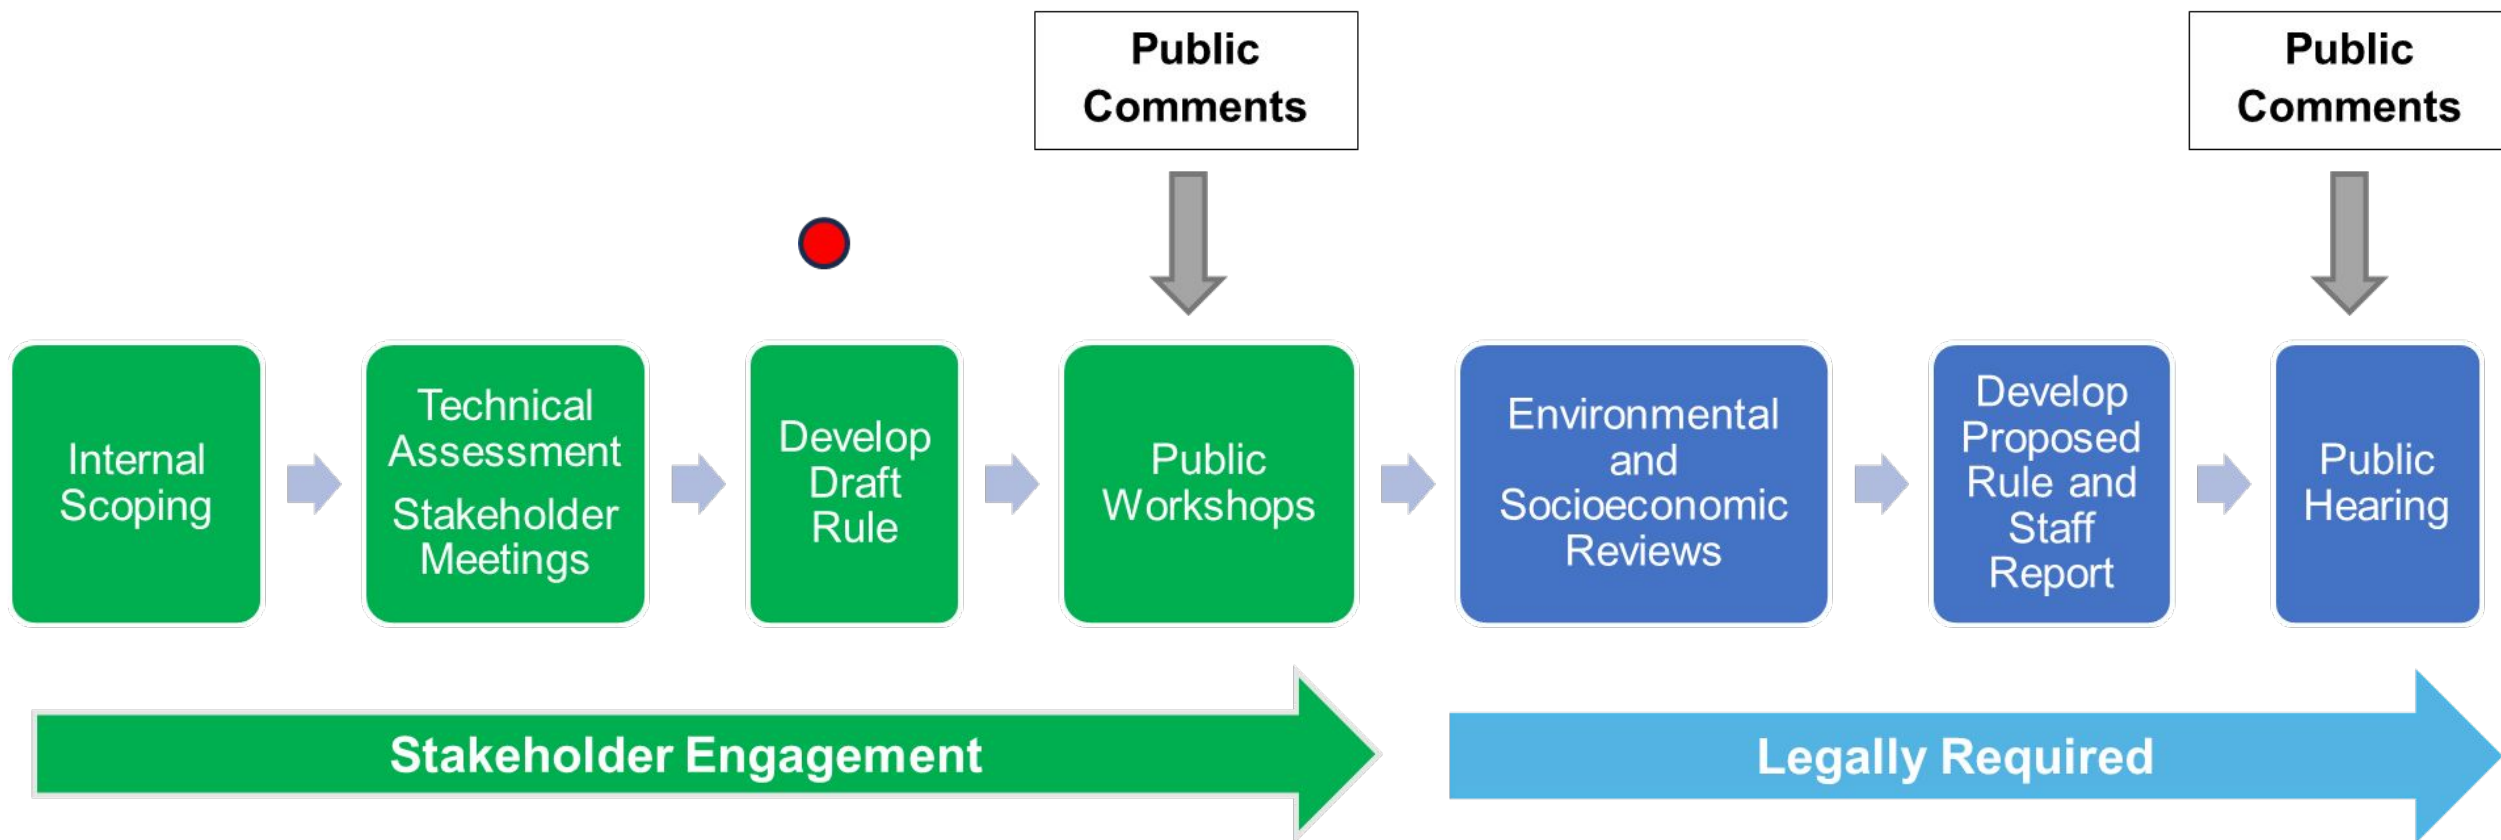 Public
Comments
Public
Comments
Internal
Scoping
Technical
Assessment
Stakeholder
Meetings
Develop
Draft
Rule
Public
Workshops
Environmental
and
Socioeconomic
Reviews
Develop
Proposed
Rule and
Staff
Report
Public
Hearing
Stakeholder Engagement
Legally Required